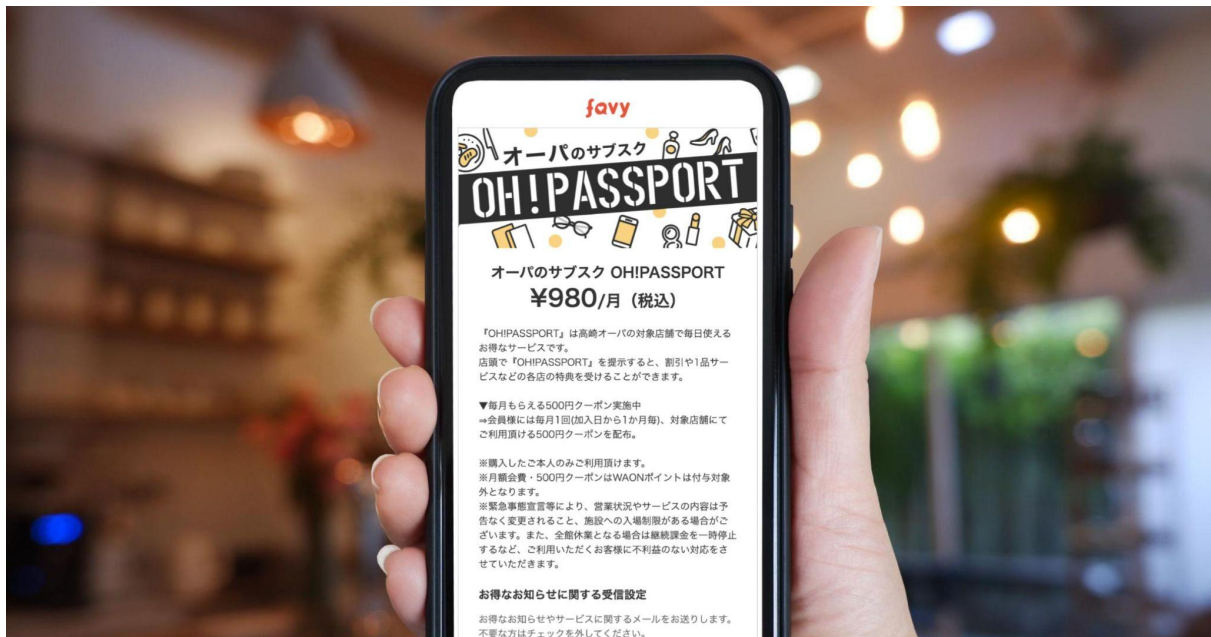 favy
オーパのサブスク
OH!PASSPORT
オーパのサブスク OH!PASSPORT
¥980/月（税込）
『OH!PASSPORT』は高崎オーパの対象店舗で毎日使える
お得なサービスです。
店頭で『OH!PASSPORT』を提示すると、割引や1品サー
ビスなどの各店の特典を受けることができます。
▼毎月もらえる500円クーポン実施中
⇒会員様には毎月1回(加入日から1か月毎)、対象店舗にて
ご利用頂ける500円クーポンを配布。
※購入したご本人のみご利用頂けます。
※月額会費・500円クーポンはWAONポイントは付与対象
外となります。
※緊急事態宣言等により、営業状況やサービスの内容は予
告なく変更されること、施設への入場制限がある場合がご
ざいます。また、全館休業となる場合は継続課金を一時停止
するなど、ご利用いただくお客様に不利益のない対応をさ
せていただきます。
お得なお知らせに関する受信設定
お得なお知らせやサービスに関するメールをお送りします。
不要な方はチェックを外してください。